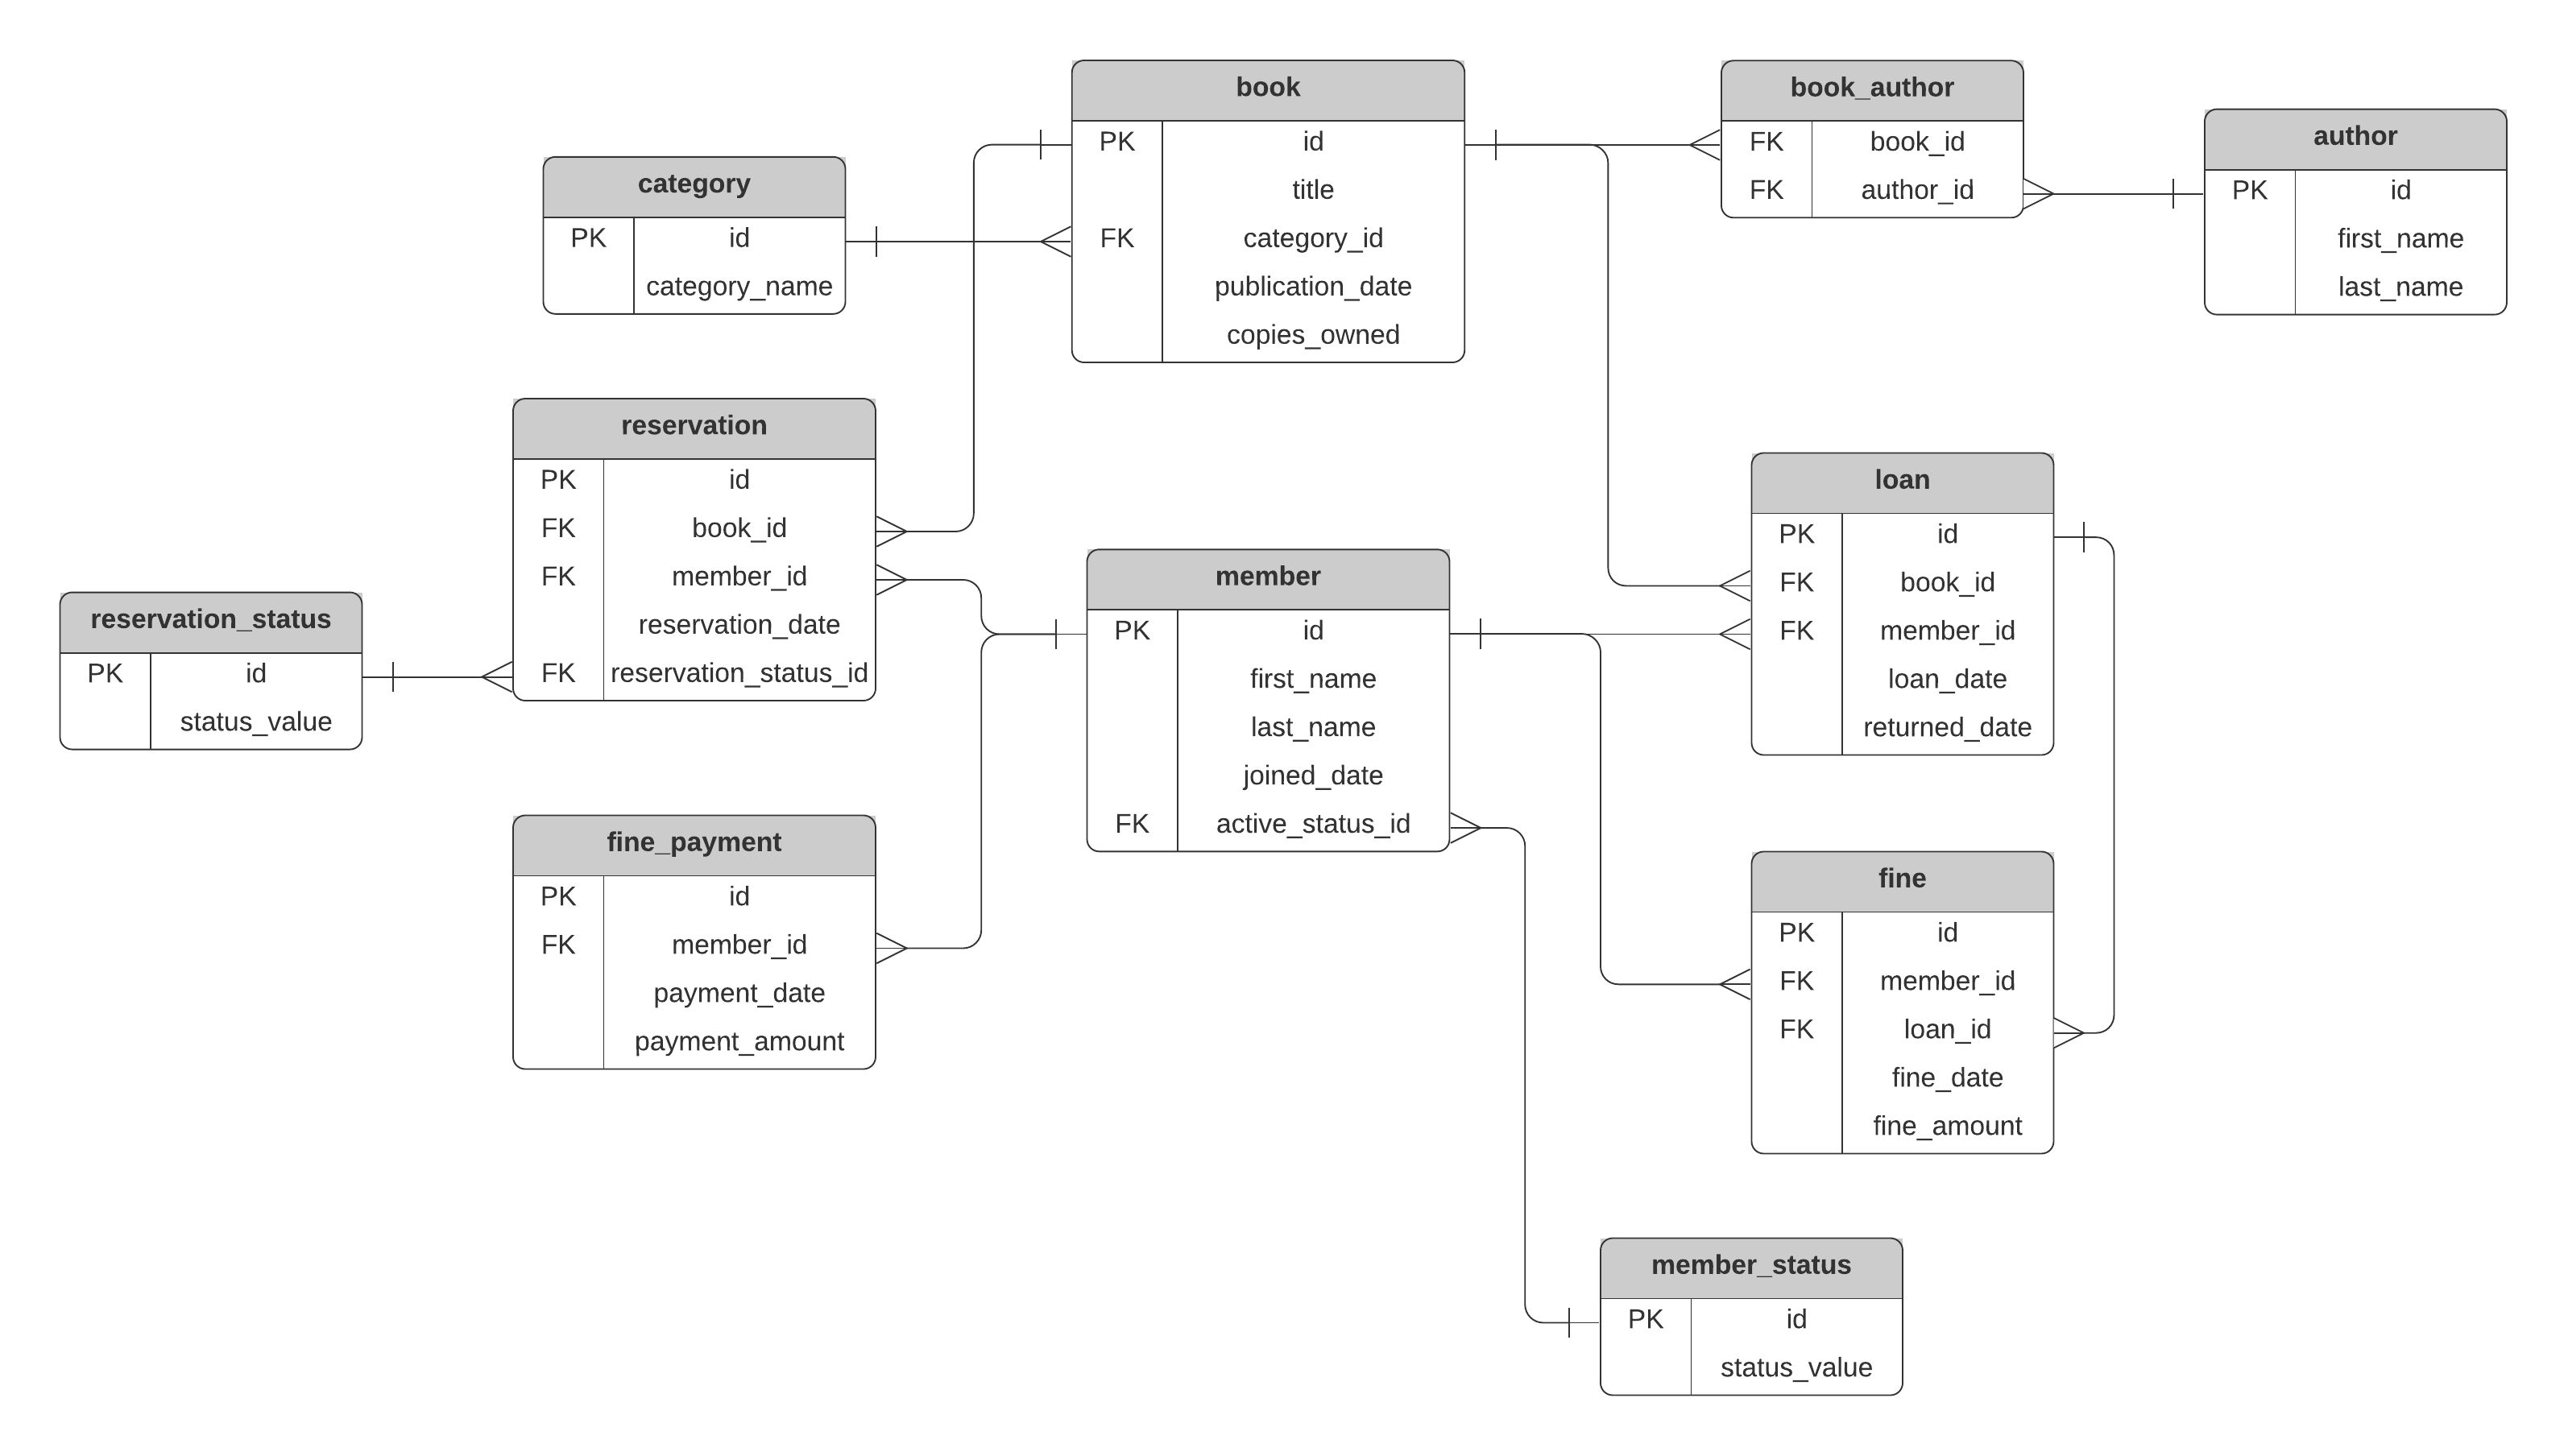 book
PK id
title
FK category_id
publication_date
copies_owned
book_author
FK book_id
FK author_id
author
PK id
first_name
last_name
category
PK id
category_name
reservation
PK id
FK book_id
FK member_id
reservation_date
FK reservation_status_id
loan
PK id
FK book_id
FK member_id
loan_date
returned_date
member
PK id
first_name
last_name
joined_date
FK active_status_id
reservation_status
PK id
status_value
fine_payment
PK id
FK member_id
payment_date
payment_amount
fine
PK id
FK member_id
FK loan_id
fine_date
fine_amount
member_status
PK id
status_value